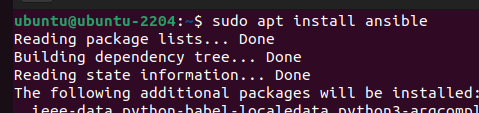 ubuntu@ubuntu-2204:~$ sudo apt install ansible
Reading package lists... Done
Building dependency tree... Done
Reading state information... Done
The following additional packages will be installed:
ieee-data python-babel-localedata python3-argcompl